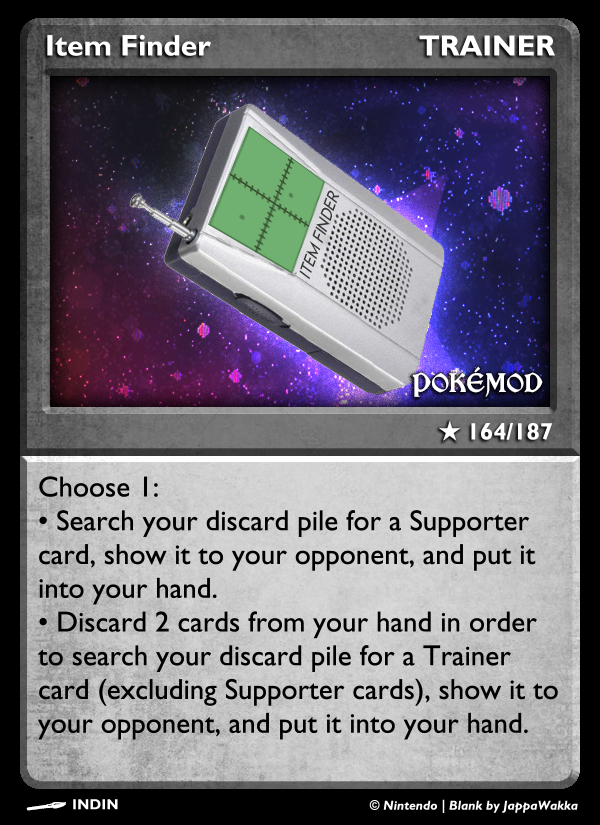 Item Finder TRAINER
ITEM FINDER
POKÉMOD
★ 164/187
Choose 1:
• Search your discard pile for a Supporter
card, show it to your opponent, and put it
into your hand.
• Discard 2 cards from your hand in order
to search your discard pile for a Trainer
card (excluding Supporter cards), show it to
your opponent, and put it into your hand.
INDIN © Nintendo | Blank by JappaWakka